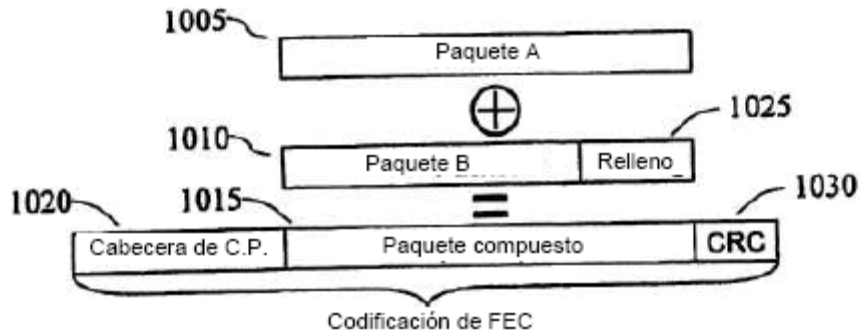 1005
Paquete A
1025
1010
Paquete B
Relleno
1030
1020
1015
Cabecera de C.P.
Paquete compuesto
CRC
Codificación de FEC